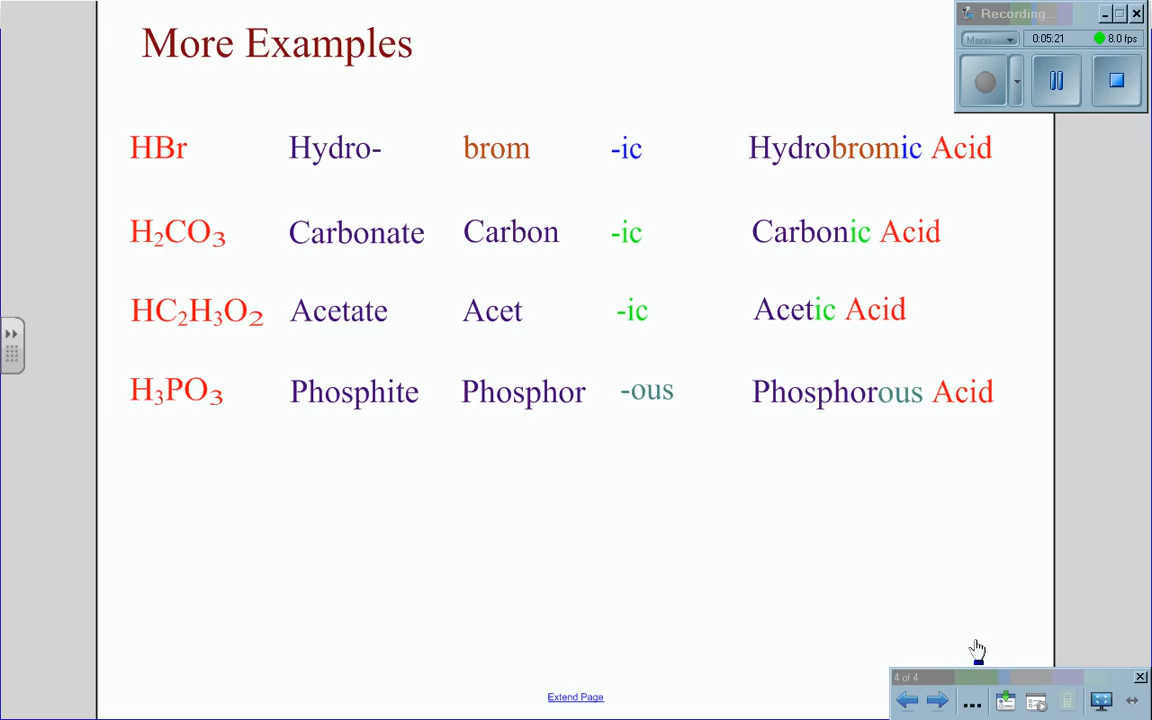 More Examples
Recording...
Menu 0:05:21 8.0 fps
HBr Hydro- brom -ic Hydrobromic Acid
H₂CO₃ Carbonate Carbon -ic Carbonic Acid
HC₂H₃O₂ Acetate Acet -ic Acetic Acid
H₃PO₃ Phosphite Phosphor -ous Phosphorous Acid
4 of 4
Extend Page